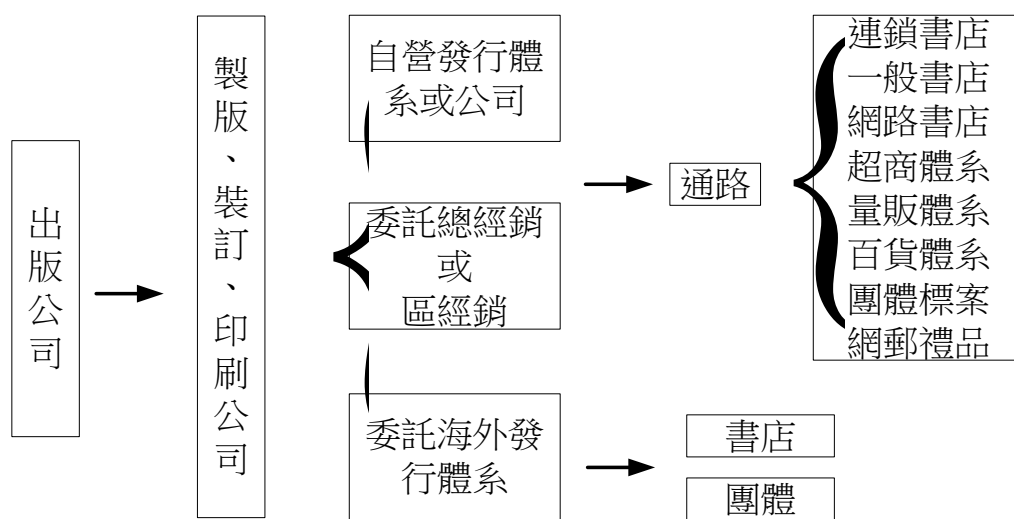 出版公司
製版、裝訂、印刷公司
自營發行體
系或公司
委託總經銷
或
區經銷
委託海外發
行體系
通路
連鎖書店
一般書店
網路書店
超商體系
量販體系
百貨體系
團體標案
網郵禮品
書店
團體